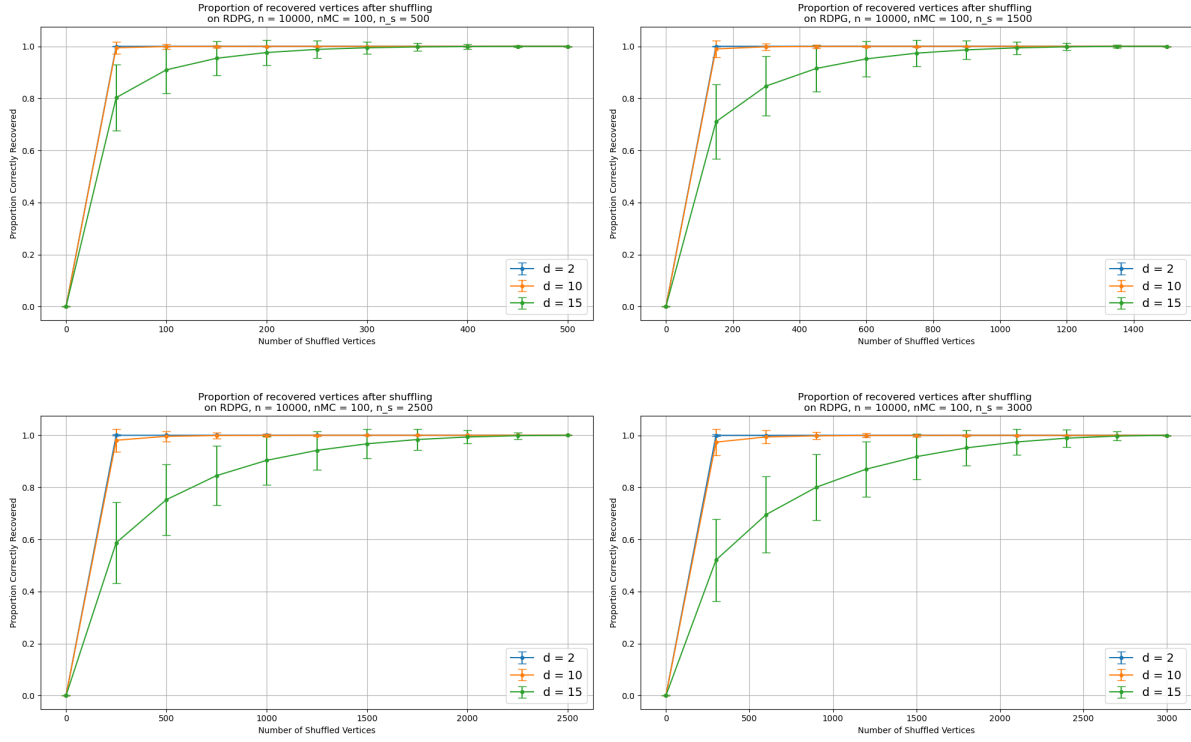 Proportion of recovered vertices after shuffling
on RDPG, n = 10000, nMC = 100, n_s = 500
Proportion Correctly Recovered
1.0
0.8
0.6
0.4
0.2
0.0
d = 2
d = 10
d = 15
0 100 200 300 400 500
Number of Shuffled Vertices
Proportion of recovered vertices after shuffling
on RDPG, n = 10000, nMC = 100, n_s = 1500
Proportion Correctly Recovered
1.0
0.8
0.6
0.4
0.2
0.0
d = 2
d = 10
d = 15
0 200 400 600 800 1000 1200 1400
Number of Shuffled Vertices
Proportion of recovered vertices after shuffling
on RDPG, n = 10000, nMC = 100, n_s = 2500
Proportion Correctly Recovered
1.0
0.8
0.6
0.4
0.2
0.0
d = 2
d = 10
d = 15
0 500 1000 1500 2000 2500
Number of Shuffled Vertices
Proportion of recovered vertices after shuffling
on RDPG, n = 10000, nMC = 100, n_s = 3000
Proportion Correctly Recovered
1.0
0.8
0.6
0.4
0.2
0.0
d = 2
d = 10
d = 15
0 500 1000 1500 2000 2500 3000
Number of Shuffled Vertices